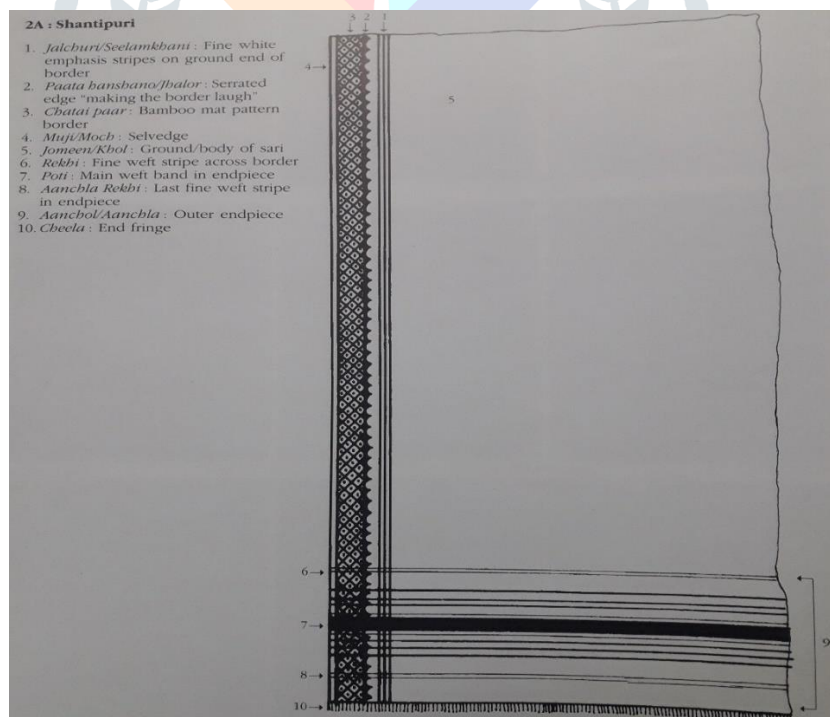 2A : Shantipuri
1. Jalchuri/Seelamkhani : Fine white
emphasis stripes on ground end of
border
2. Paata hanshano/Jhalor : Serrated
edge “making the border laugh”
3. Chatai paar : Bamboo mat pattern
border
4. Muji/Moch : Selvedge
5. Jomeen/Khol : Ground/body of sari
6. Rekhi : Fine weft stripe across border
7. Poti : Main weft band in endpiece
8. Aanchla Rekhi : Last fine weft stripe
in endpiece
9. Aanchol/Aanchla : Outer endpiece
10. Cheela : End fringe
3 2 1
4
5
6
7
9
8
10